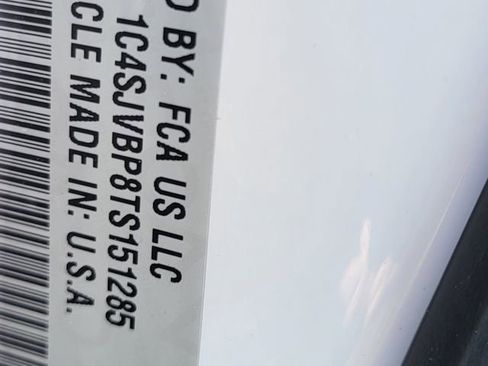 D BY: FCA US LLC
1C4SJVBP8TS151285
CLE MADE IN: U.S.A.